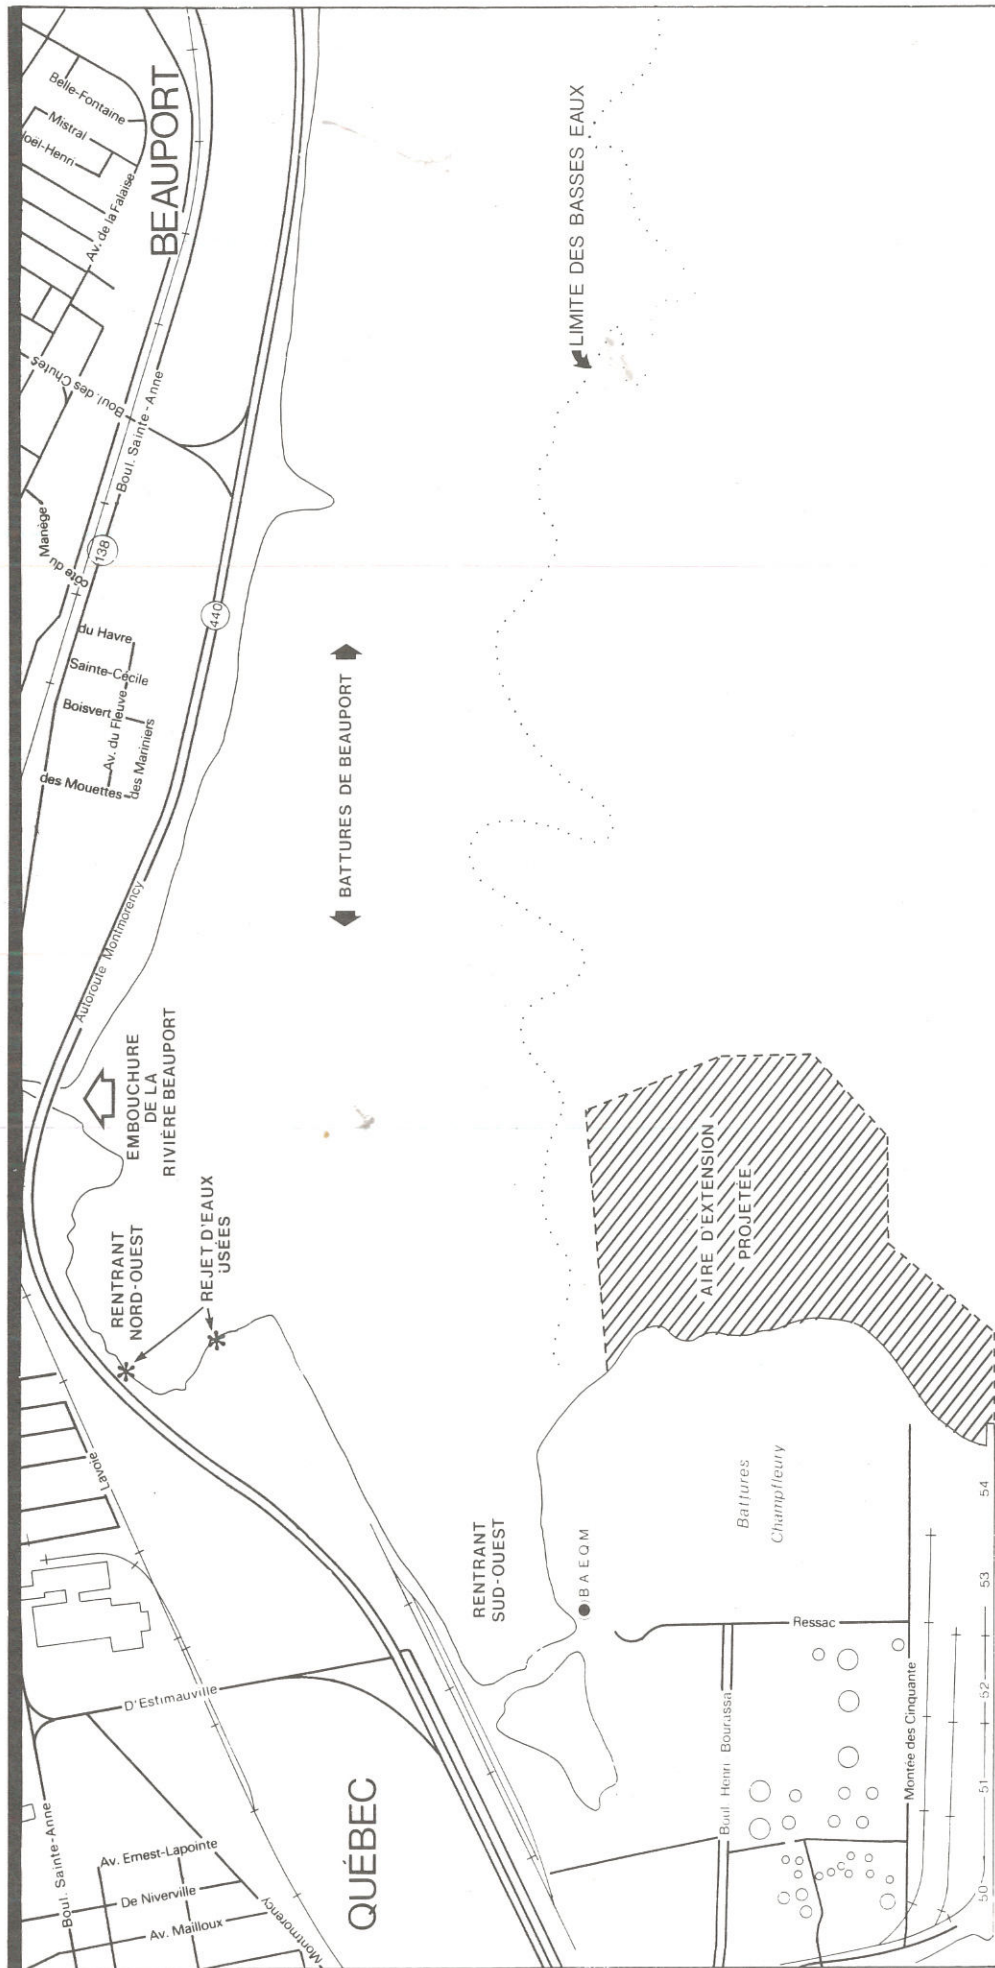 BEAUPORT
Belle-Fontaine
Mistral
Joël-Henri
Av. de la Falaise
Boul. des Chutes
Boul. Sainte-Anne
Manège
côte du
138
440
du Havre
Sainte-Cécile
Boisvert
Av. du Fleuve
des Mariniers
des Mouettes
Autoroute Montmorency
LIMITE DES BASSES EAUX
BATTURES DE BEAUPORT
EMBOUCHURE
DE LA
RIVIÈRE BEAUPORT
RENTRANT
NORD-OUEST
REJET D'EAUX
USÉES
AIRE D'EXTENSION
PROJETÉE
Lavoie
RENTRANT
SUD-OUEST
BAEQM
Battures
Champfleury
Ressac
D'Estimauville
Boul. Sainte-Anne
Av. Ernest-Lapointe
De Niverville
Av. Mailloux
Montmorency
QUÉBEC
Boul Henri Bourassa
Montée des Cinquante
50
51
52
53
54